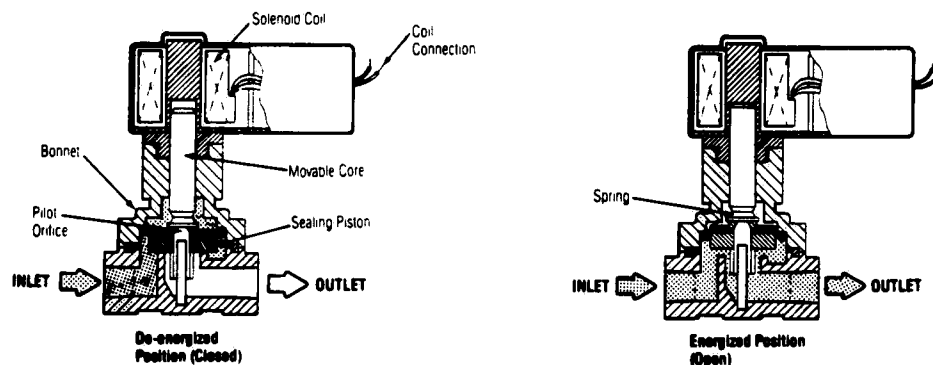 Solenoid Coil
Coil
Connection
Bonnet
Movable Core
Pilot
Orifice
Sealing Piston
INLET
OUTLET
De-energized
Position (Closed)
Spring
INLET
OUTLET
Energized Position
(Open)